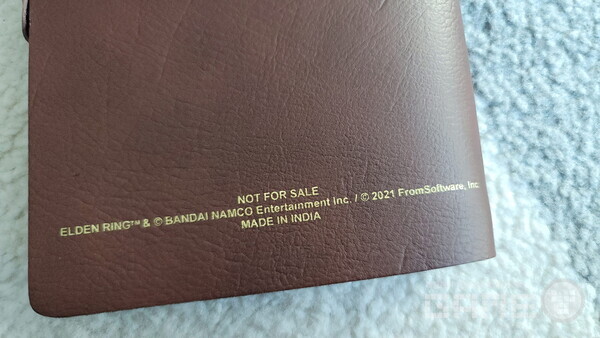 NOT FOR SALE
ELDEN RING™ & © BANDAI NAMCO Entertainment Inc. / © 2021 FromSoftware, Inc.
MADE IN INDIA